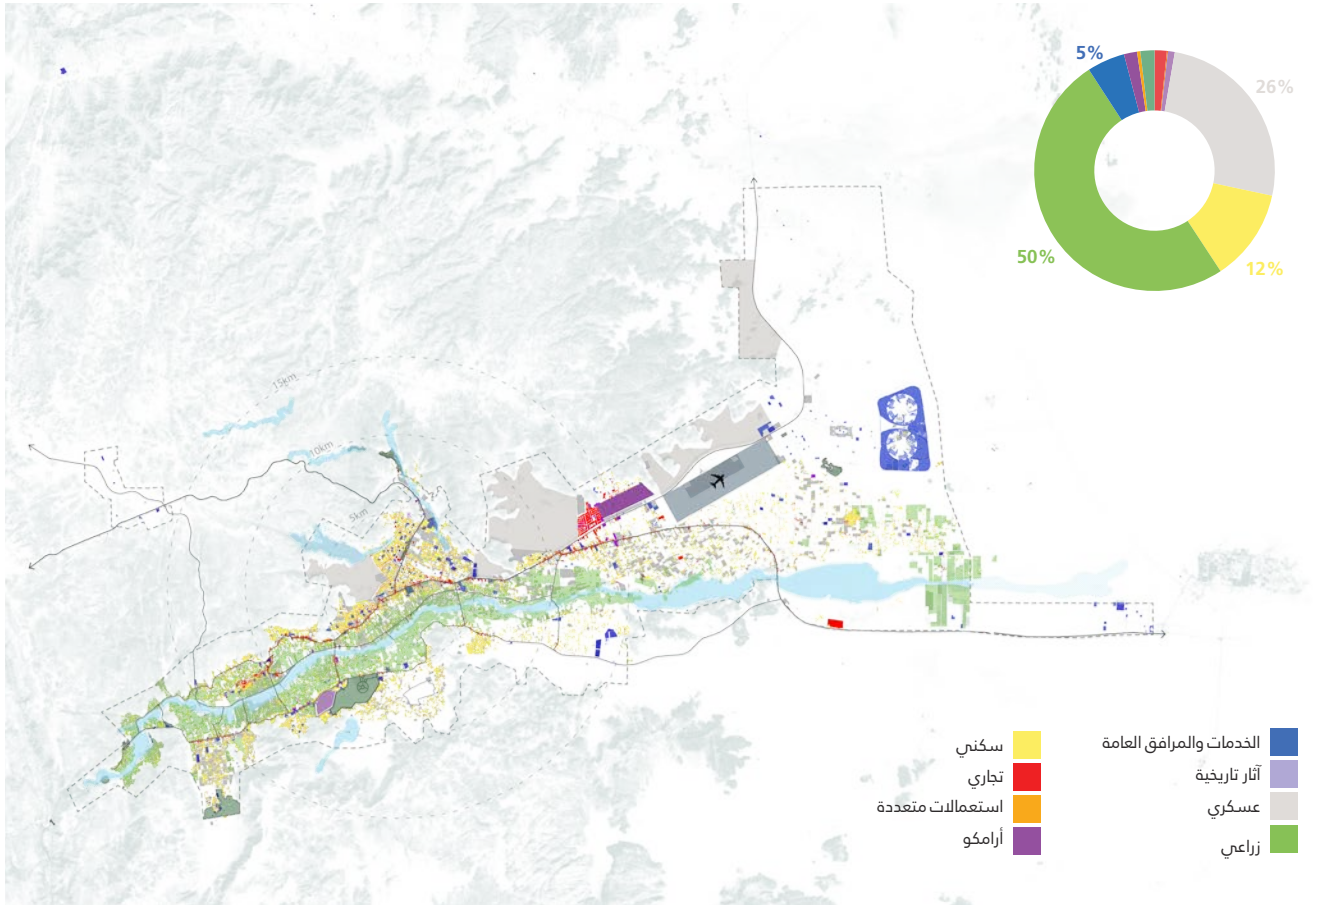 5%
26%
50%
12%
15km
10km
5km
الخدمات والمرافق العامة
آثار تاريخية
عسكري
زراعي
سكني
تجاري
استعمالات متعددة
أرامكو